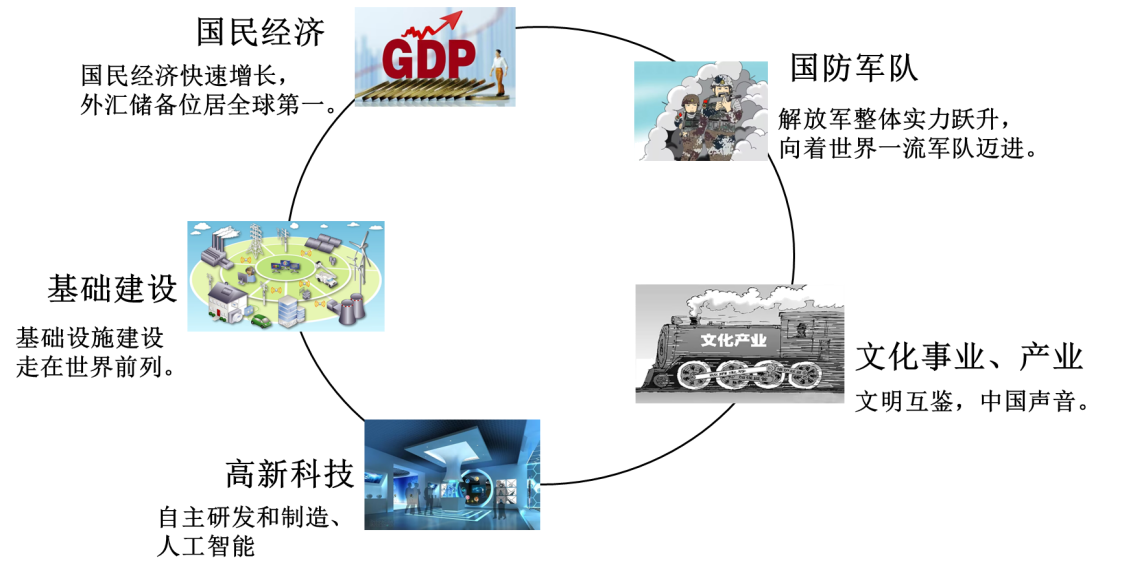 国民经济
国民经济快速增长，
外汇储备位居全球第一。
GDP
国防军队
解放军整体实力跃升，
向着世界一流军队迈进。
基础建设
基础设施建设
走在世界前列。
文化产业
文化事业、产业
文明互鉴，中国声音。
高新科技
自主研发和制造、
人工智能